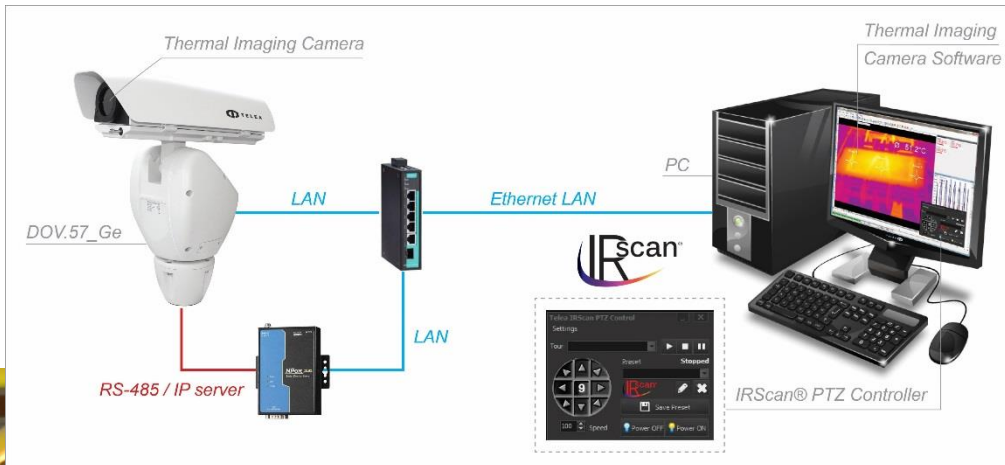 Thermal Imaging Camera
TELEA
DOV.57_Ge
LAN
Ethernet LAN
LAN
RS-485 / IP server
NPort
PC
Thermal Imaging
Camera Software
IRscan
Telea IRScan PTZ Control
Settings
Tour
Preset
Stopped
9
IRscan
Save Preset
100
Speed
Power OFF
Power ON
IRScan® PTZ Controller